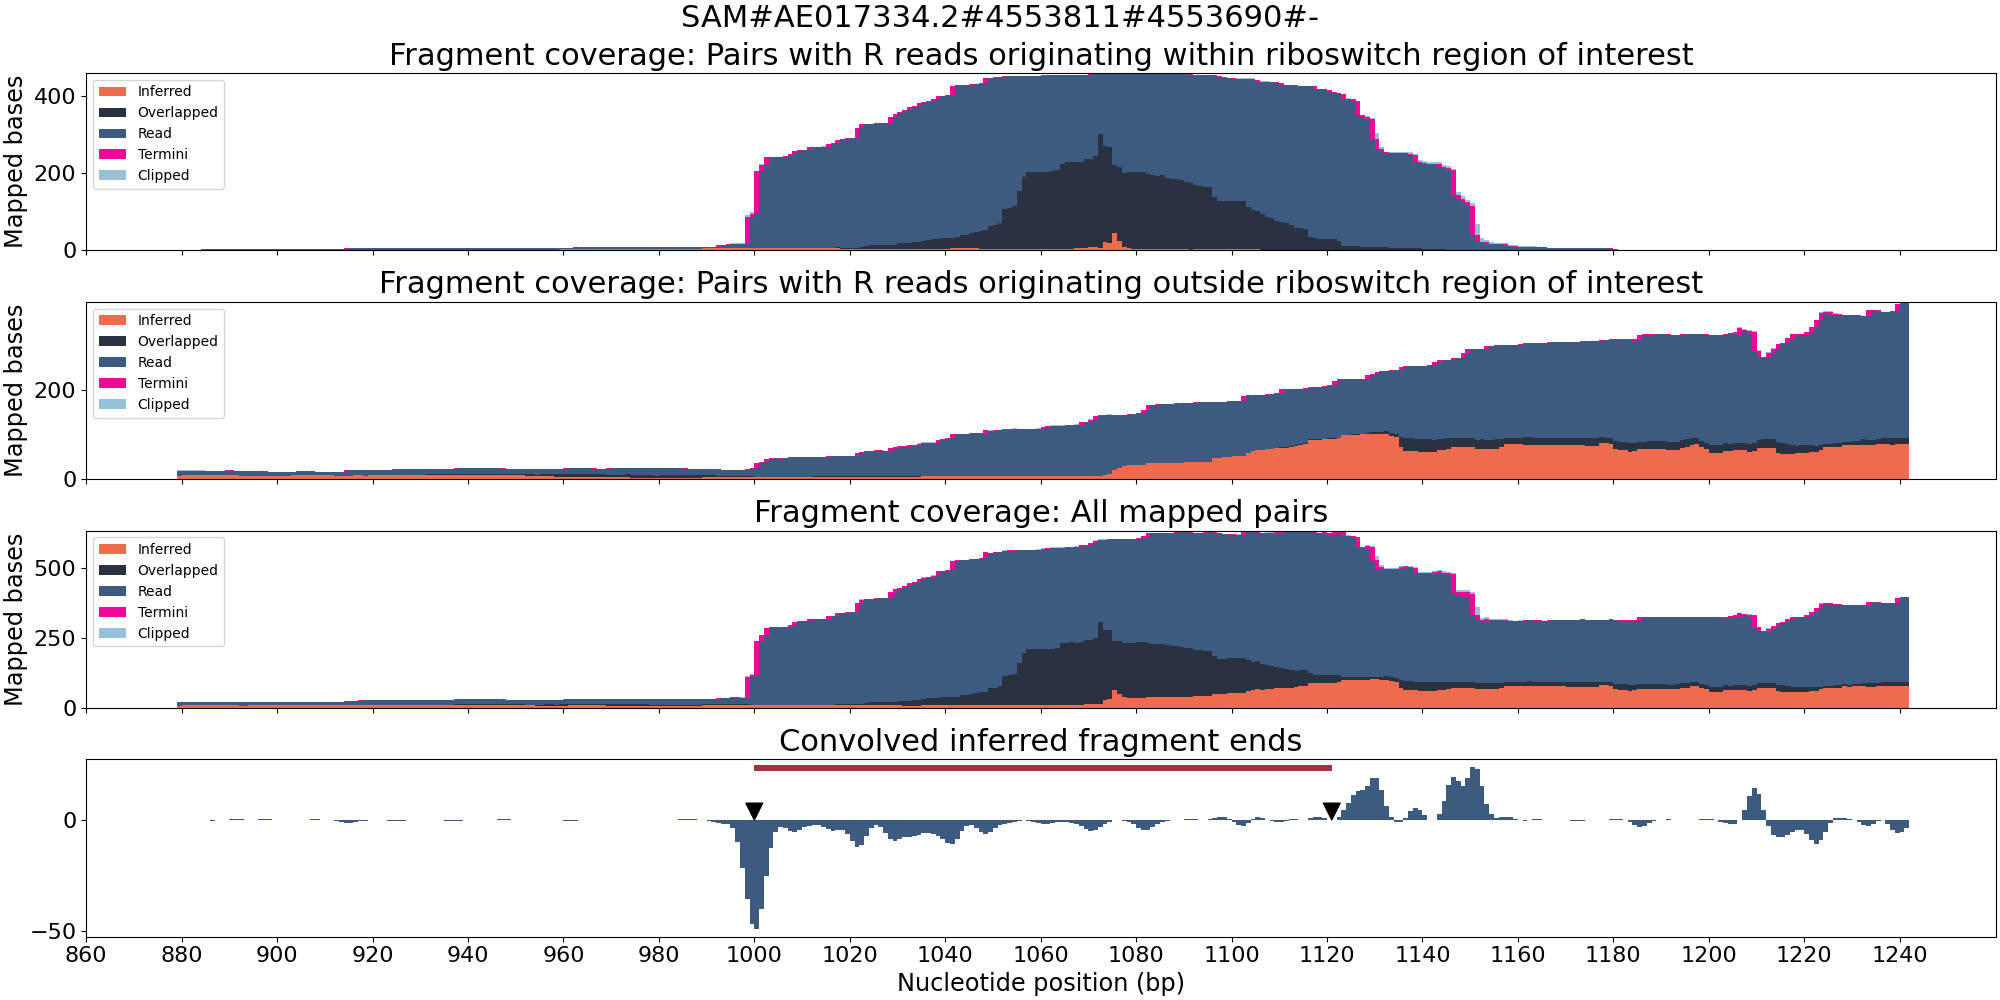 SAM#AE017334.2#4553811#4553690#-
Fragment coverage: Pairs with R reads originating within riboswitch region of interest
Mapped bases
400
200
0
Inferred
Overlapped
Read
Termini
Clipped
Fragment coverage: Pairs with R reads originating outside riboswitch region of interest
Mapped bases
200
0
Inferred
Overlapped
Read
Termini
Clipped
Fragment coverage: All mapped pairs
Mapped bases
500
250
0
Inferred
Overlapped
Read
Termini
Clipped
Convolved inferred fragment ends
0
−50
860 880 900 920 940 960 980 1000 1020 1040 1060 1080 1100 1120 1140 1160 1180 1200 1220 1240
Nucleotide position (bp)